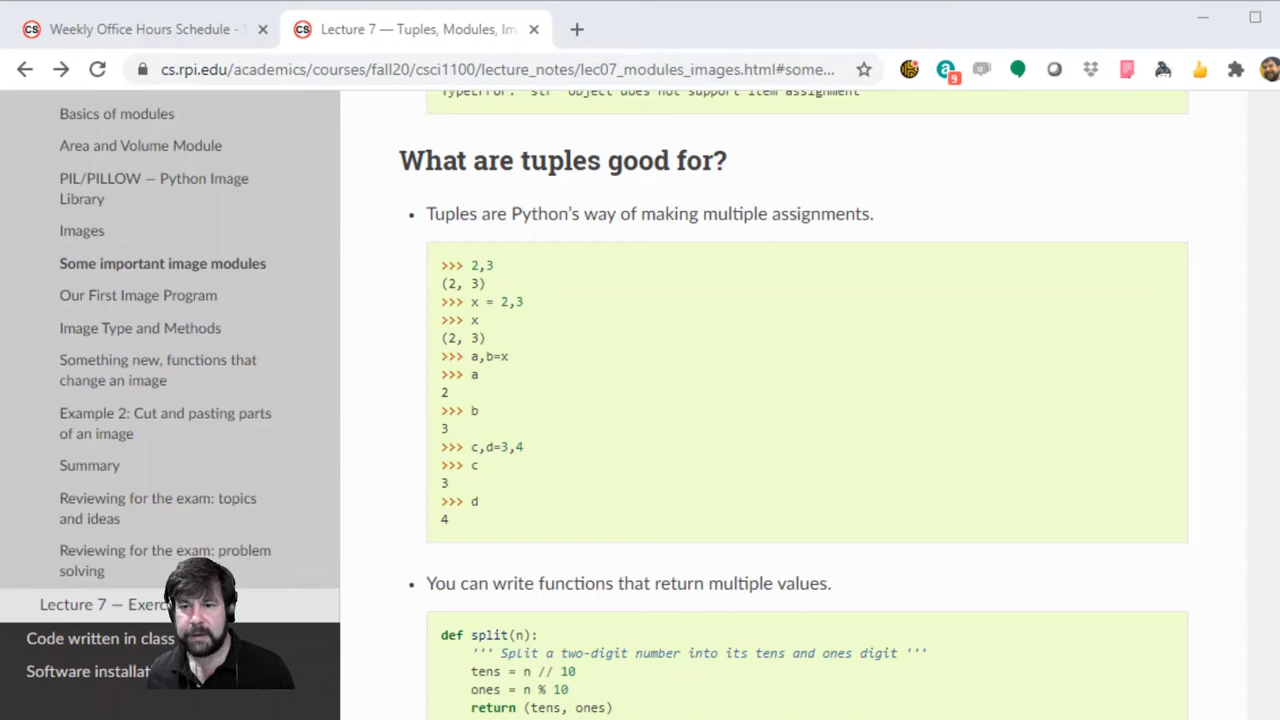 CS Weekly Office Hours Schedule - S
CS Lecture 7 — Tuples, Modules, Im
cs.rpi.edu/academics/courses/fall20/csci1100/lecture_notes/lec07_modules_images.html#some...
9
Basics of modules
Area and Volume Module
PIL/PILLOW — Python Image
Library
Images
Some important image modules
Our First Image Program
Image Type and Methods
Something new, functions that
change an image
Example 2: Cut and pasting parts
of an image
Summary
Reviewing for the exam: topics
and ideas
Reviewing for the exam: problem
solving
Lecture 7 — Exerc
Code written in class
Software installat
TypeError: 'str' object does not support item assignment
What are tuples good for?
• Tuples are Python's way of making multiple assignments.
>>> 2,3
(2, 3)
>>> x = 2,3
>>> x
(2, 3)
>>> a,b=x
>>> a
2
>>> b
3
>>> c,d=3,4
>>> c
3
>>> d
4
• You can write functions that return multiple values.
def split(n):
''' Split a two-digit number into its tens and ones digit '''
tens = n // 10
ones = n % 10
return (tens, ones)